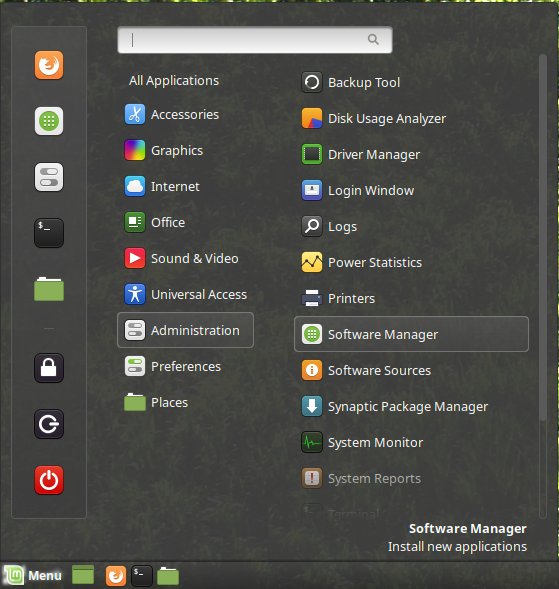 All Applications
Accessories
Graphics
Internet
Office
Sound & Video
Universal Access
Administration
Preferences
Places
Backup Tool
Disk Usage Analyzer
Driver Manager
Login Window
Logs
Power Statistics
Printers
Software Manager
Software Sources
Synaptic Package Manager
System Monitor
System Reports
Terminal
Software Manager
Install new applications
Menu